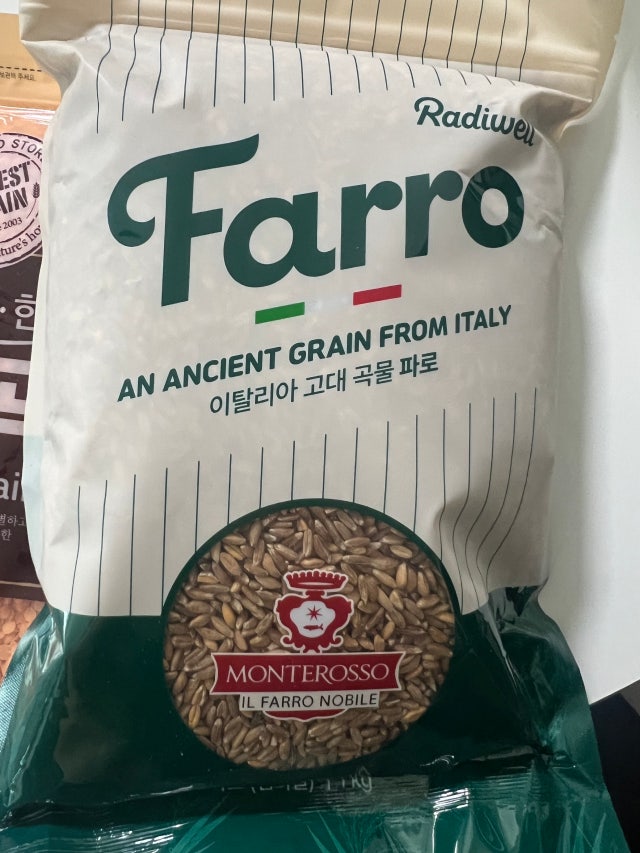 Radiwell
Farro
AN ANCIENT GRAIN FROM ITALY
이탈리아 고대 곡물 파로
MONTEROSSO
IL FARRO NOBILE
2003